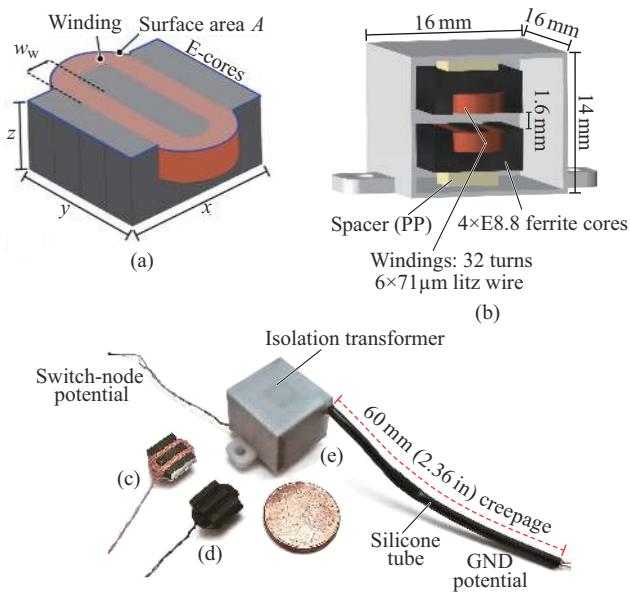 Winding
Surface area A
w_w
E-cores
z
y
x
(a)
16 mm
16 mm
14 mm
1.6 mm
Spacer (PP)
4×E8.8 ferrite cores
Windings: 32 turns
6×71μm litz wire
(b)
Isolation transformer
Switch-node
potential
60 mm (2.36 in) creepage
(c)
(e)
(d)
Silicone
tube
GND
potential